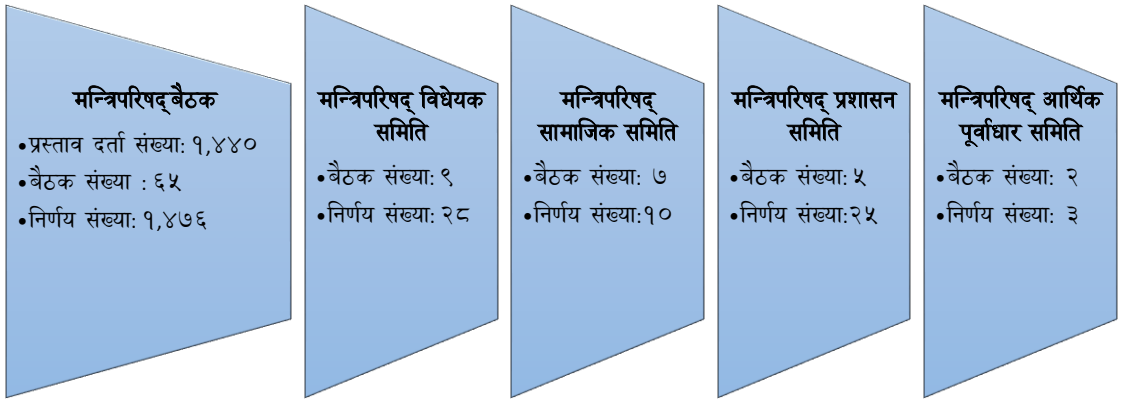 मन्त्रिपरिषद् बैठक
•प्रस्ताव दर्ता संख्या: १,४४०
•बैठक संख्या : ६५
•निर्णय संख्या: १,४७६
मन्त्रिपरिषद् विधेयक
समिति
•बैठक संख्या: ९
•निर्णय संख्या: २८
मन्त्रिपरिषद्
सामाजिक समिति
•बैठक संख्या: ७
•निर्णय संख्या:१०
मन्त्रिपरिषद् प्रशासन
समिति
•बैठक संख्या: ५
•निर्णय संख्या:२५
मन्त्रिपरिषद् आर्थिक
पूर्वाधार समिति
•बैठक संख्या: २
•निर्णय संख्या: ३